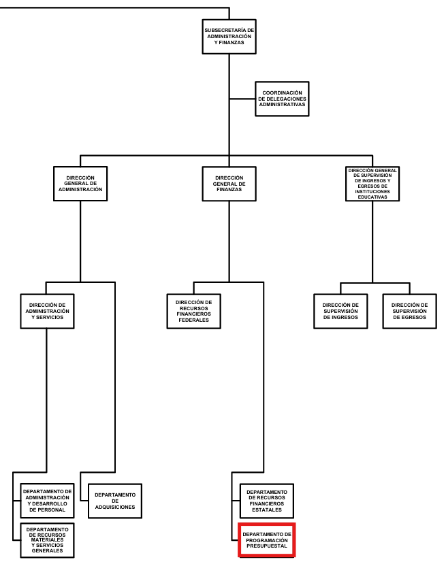 SUBSECRETARÍA DE
ADMINISTRACIÓN
Y FINANZAS
COORDINACIÓN
DE DELEGACIONES
ADMINISTRATIVAS
DIRECCIÓN
GENERAL DE
ADMINISTRACIÓN
DIRECCIÓN
GENERAL DE
FINANZAS
DIRECCIÓN GENERAL
DE SUPERVISIÓN
DE INGRESOS Y
EGRESOS DE
INSTITUCIONES
EDUCATIVAS
DIRECCIÓN DE
ADMINISTRACIÓN
Y SERVICIOS
DIRECCIÓN DE
RECURSOS
FINANCIEROS
FEDERALES
DIRECCIÓN DE
SUPERVISIÓN
DE INGRESOS
DIRECCIÓN DE
SUPERVISIÓN
DE EGRESOS
DEPARTAMENTO DE
ADMINISTRACIÓN
Y DESARROLLO
DE PERSONAL
DEPARTAMENTO
DE
ADQUISICIONES
DEPARTAMENTO
DE RECURSOS
FINANCIEROS
ESTATALES
DEPARTAMENTO
DE RECURSOS
MATERIALES
Y SERVICIOS
GENERALES
DEPARTAMENTO DE
PROGRAMACIÓN
PRESUPUESTAL